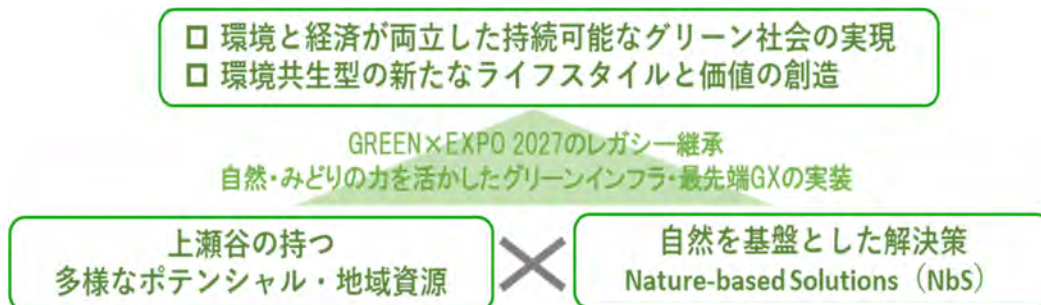 □ 環境と経済が両立した持続可能なグリーン社会の実現
□ 環境共生型の新たなライフスタイルと価値の創造
GREEN×EXPO 2027のレガシー継承
自然・みどりの力を活かしたグリーンインフラ・最先端GXの実装
上瀬谷の持つ
多様なポテンシャル・地域資源
自然を基盤とした解決策
Nature-based Solutions（NbS）